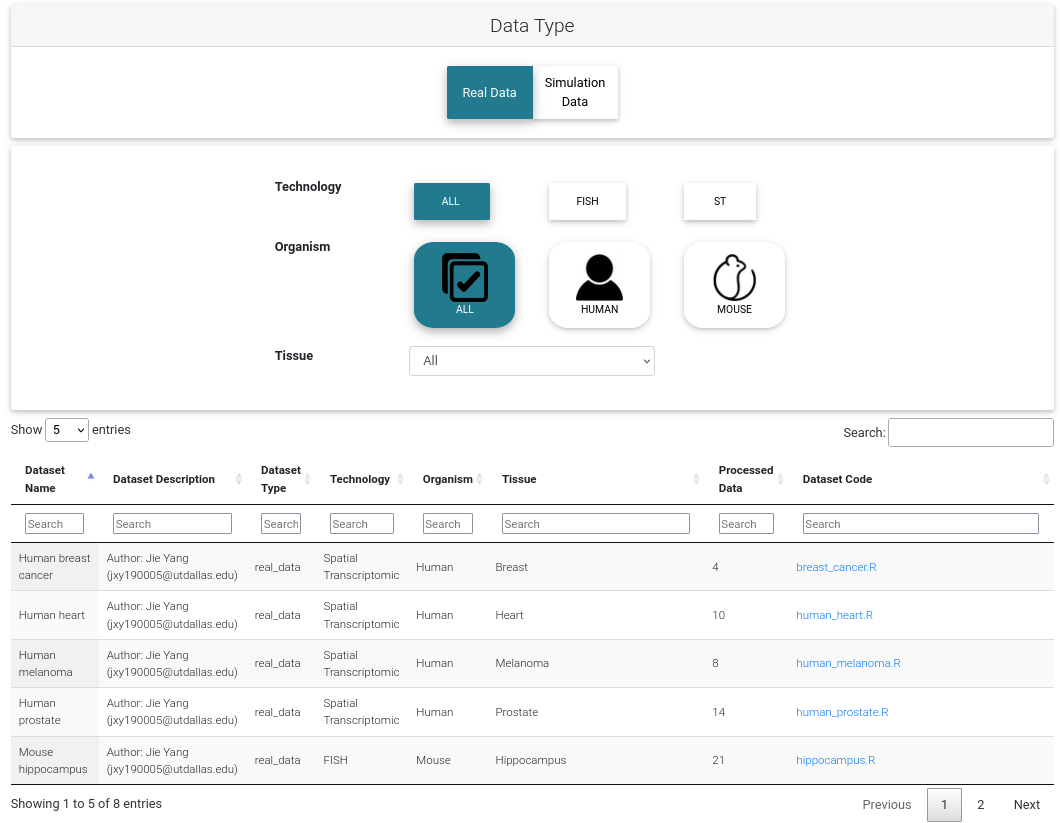 Data Type
Real Data
Simulation
Data
Technology
ALL
FISH
ST
Organism
ALL
HUMAN
MOUSE
Tissue
All
Show 5 entries
Search:
Dataset Name
Dataset Description
Dataset Type
Technology
Organism
Tissue
Processed Data
Dataset Code
Search Search Search Search Search Search Search Search
Human breast cancer
Author: Jie Yang (jxy190005@utdallas.edu)
real_data
Spatial Transcriptomic
Human
Breast
4
breast_cancer.R
Human heart
Author: Jie Yang (jxy190005@utdallas.edu)
real_data
Spatial Transcriptomic
Human
Heart
10
human_heart.R
Human melanoma
Author: Jie Yang (jxy190005@utdallas.edu)
real_data
Spatial Transcriptomic
Human
Melanoma
8
human_melanoma.R
Human prostate
Author: Jie Yang (jxy190005@utdallas.edu)
real_data
Spatial Transcriptomic
Human
Prostate
14
human_prostate.R
Mouse hippocampus
Author: Jie Yang (jxy190005@utdallas.edu)
real_data
FISH
Mouse
Hippocampus
21
hippocampus.R
Showing 1 to 5 of 8 entries
Previous 1 2 Next